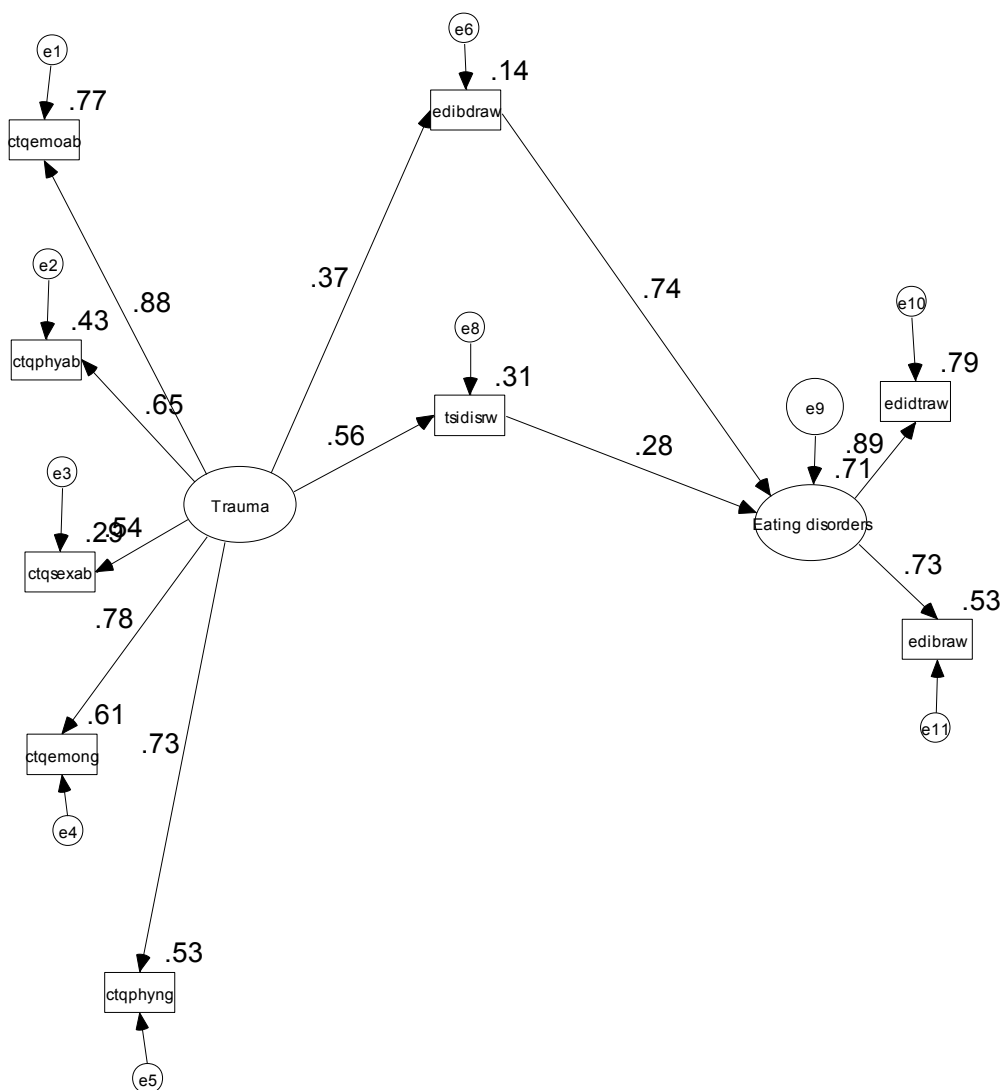 e1
.77
ctqemoab
e2
.43
ctqphyab
e3
.29
ctqsexab
.88
.65
.54
.78
.73
Trauma
.61
ctqemong
e4
.53
ctqphyng
e5
e6
.14
edibdraw
.37
.56
e8
.31
tsidisrw
.74
.28
e9
.71
Eating disorders
e10
.79
edidtraw
.89
.73
.53
edibraw
e11